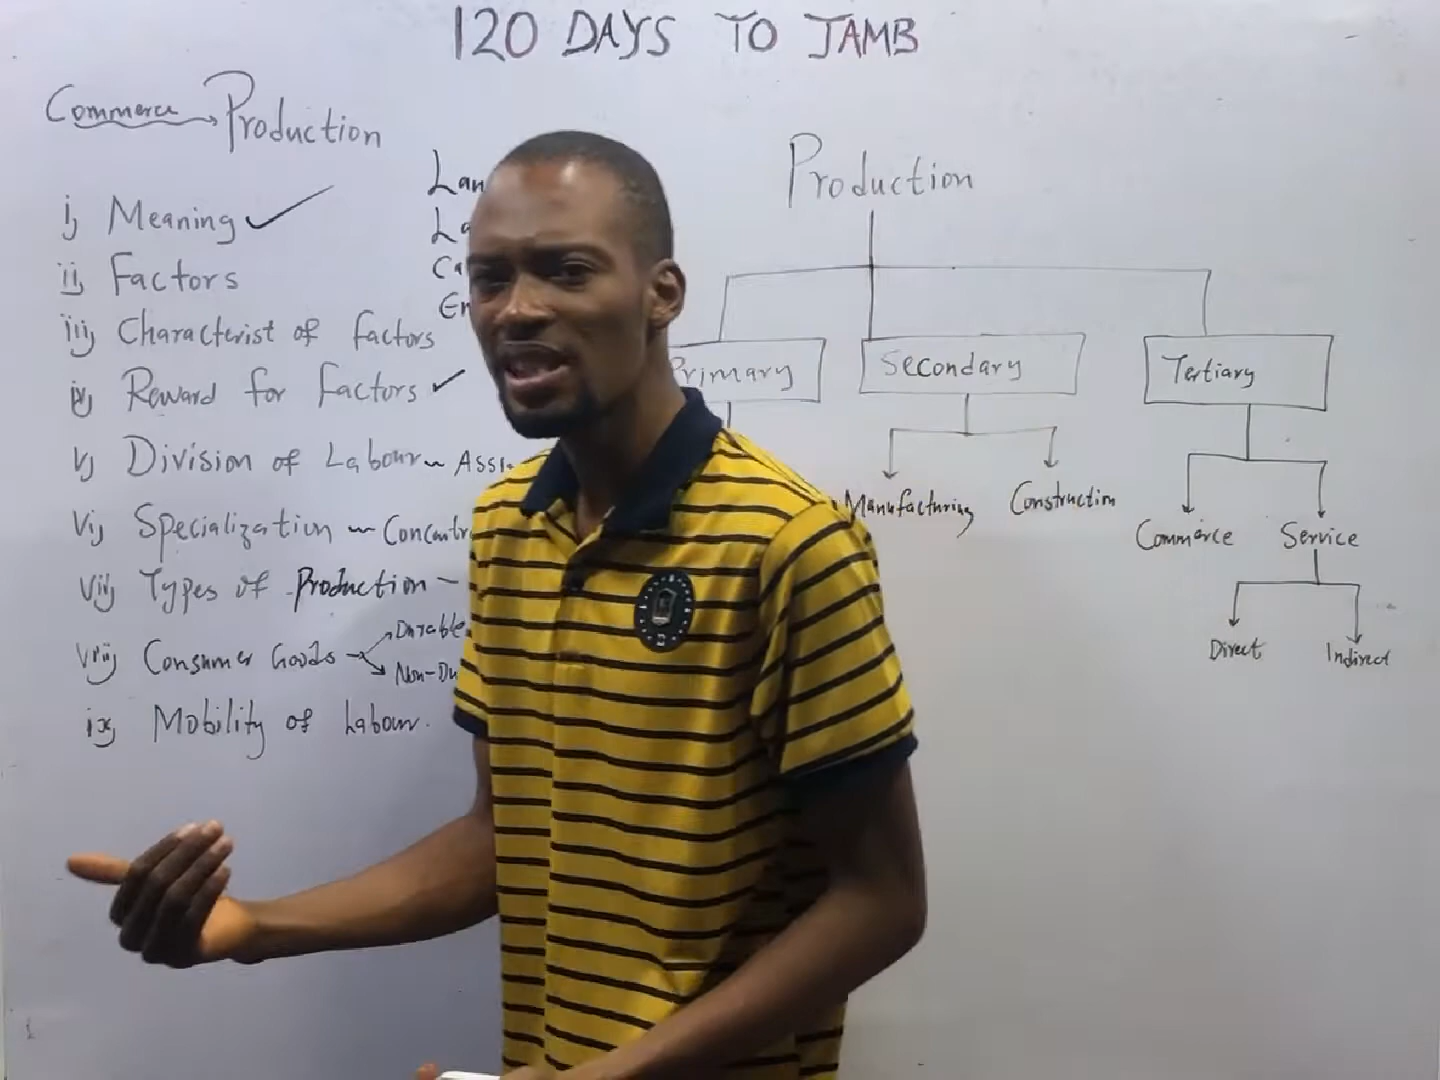 120 DAYS TO JAMB
Commerce → Production
i) Meaning ✓
ii) Factors
iii) Characterist of factors
iv) Reward for factors ✓
v) Division of Labour ~ Assi
vi) Specialization ~
vii) Types of Production –
viii) Consumer Goods
Durable
Non-Du
ix) Mobility of Labour.
Lan
La
Ca
En
Production
Primary
Secondary
Tertiary
Manufacturing
Construction
Commerce
Service
Direct
Indirect